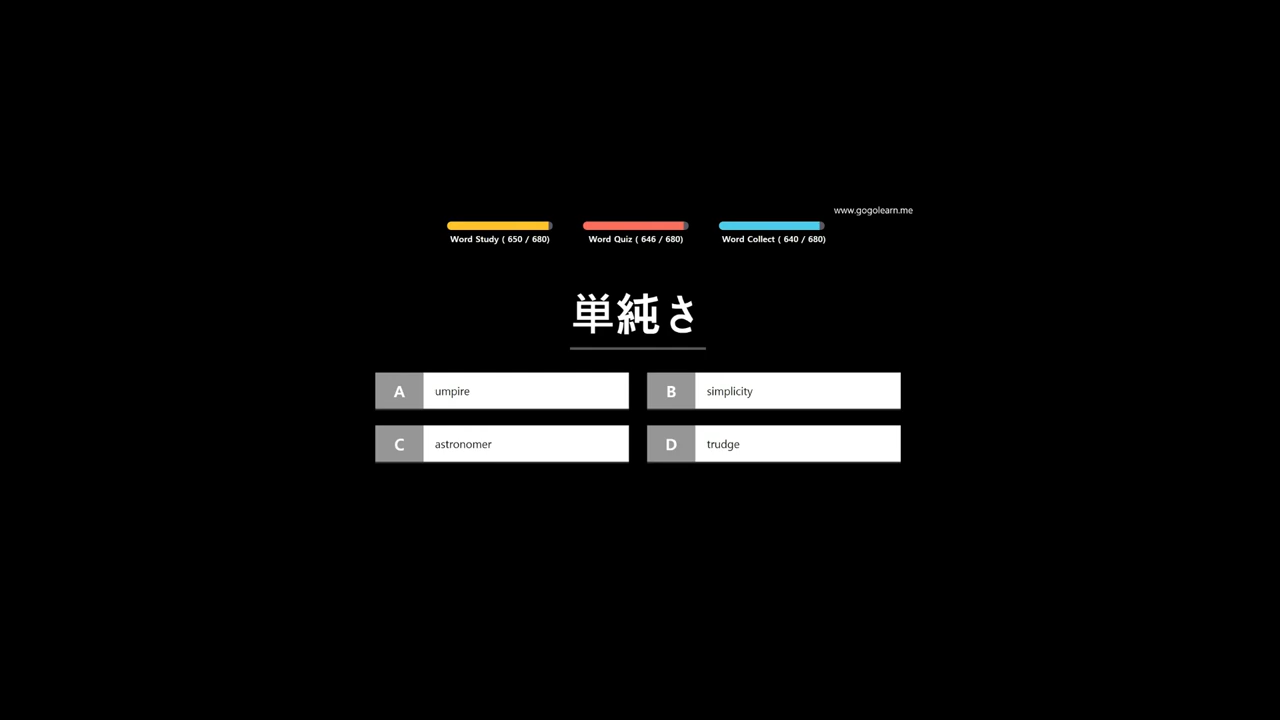 www.gogolearn.me
Word Study ( 650 / 680)
Word Quiz ( 646 / 680)
Word Collect ( 640 / 680)
単純さ
A umpire
B simplicity
C astronomer
D trudge